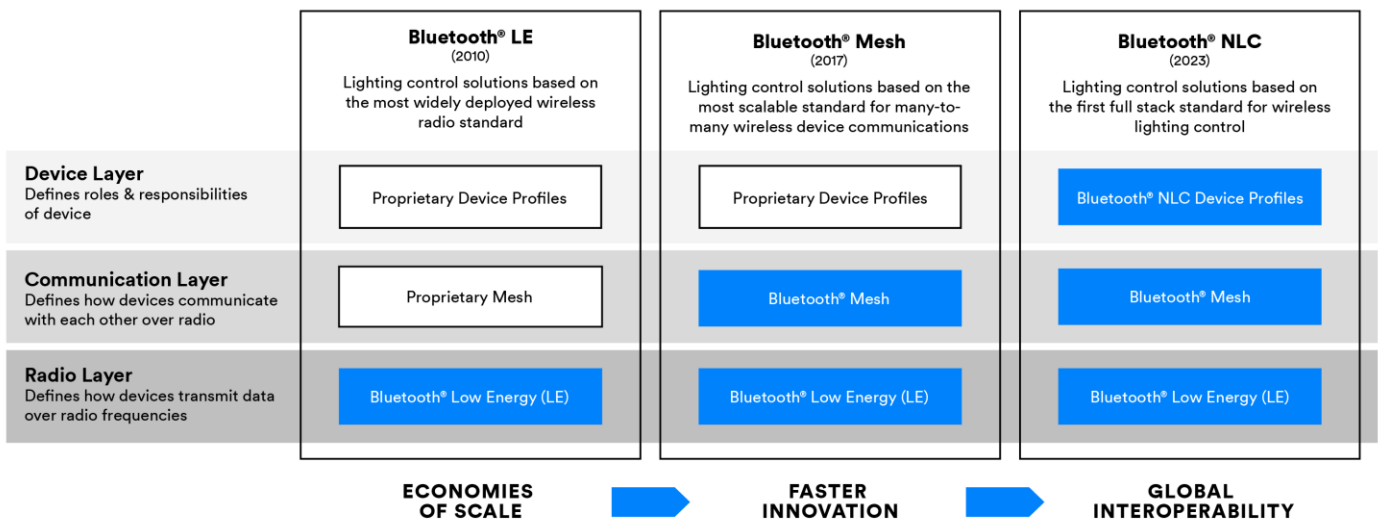 Bluetooth® LE
(2010)
Lighting control solutions based on
the most widely deployed wireless
radio standard
Bluetooth® Mesh
(2017)
Lighting control solutions based on the
most scalable standard for many-to-
many wireless device communications
Bluetooth® NLC
(2023)
Lighting control solutions based on
the first full stack standard for wireless
lighting control
Device Layer
Defines roles & responsibilities
of device
Proprietary Device Profiles
Proprietary Device Profiles
Bluetooth® NLC Device Profiles
Communication Layer
Defines how devices communicate
with each other over radio
Proprietary Mesh
Bluetooth® Mesh
Bluetooth® Mesh
Radio Layer
Defines how devices transmit data
over radio frequencies
Bluetooth® Low Energy (LE)
Bluetooth® Low Energy (LE)
Bluetooth® Low Energy (LE)
ECONOMIES
OF SCALE
FASTER
INNOVATION
GLOBAL
INTEROPERABILITY